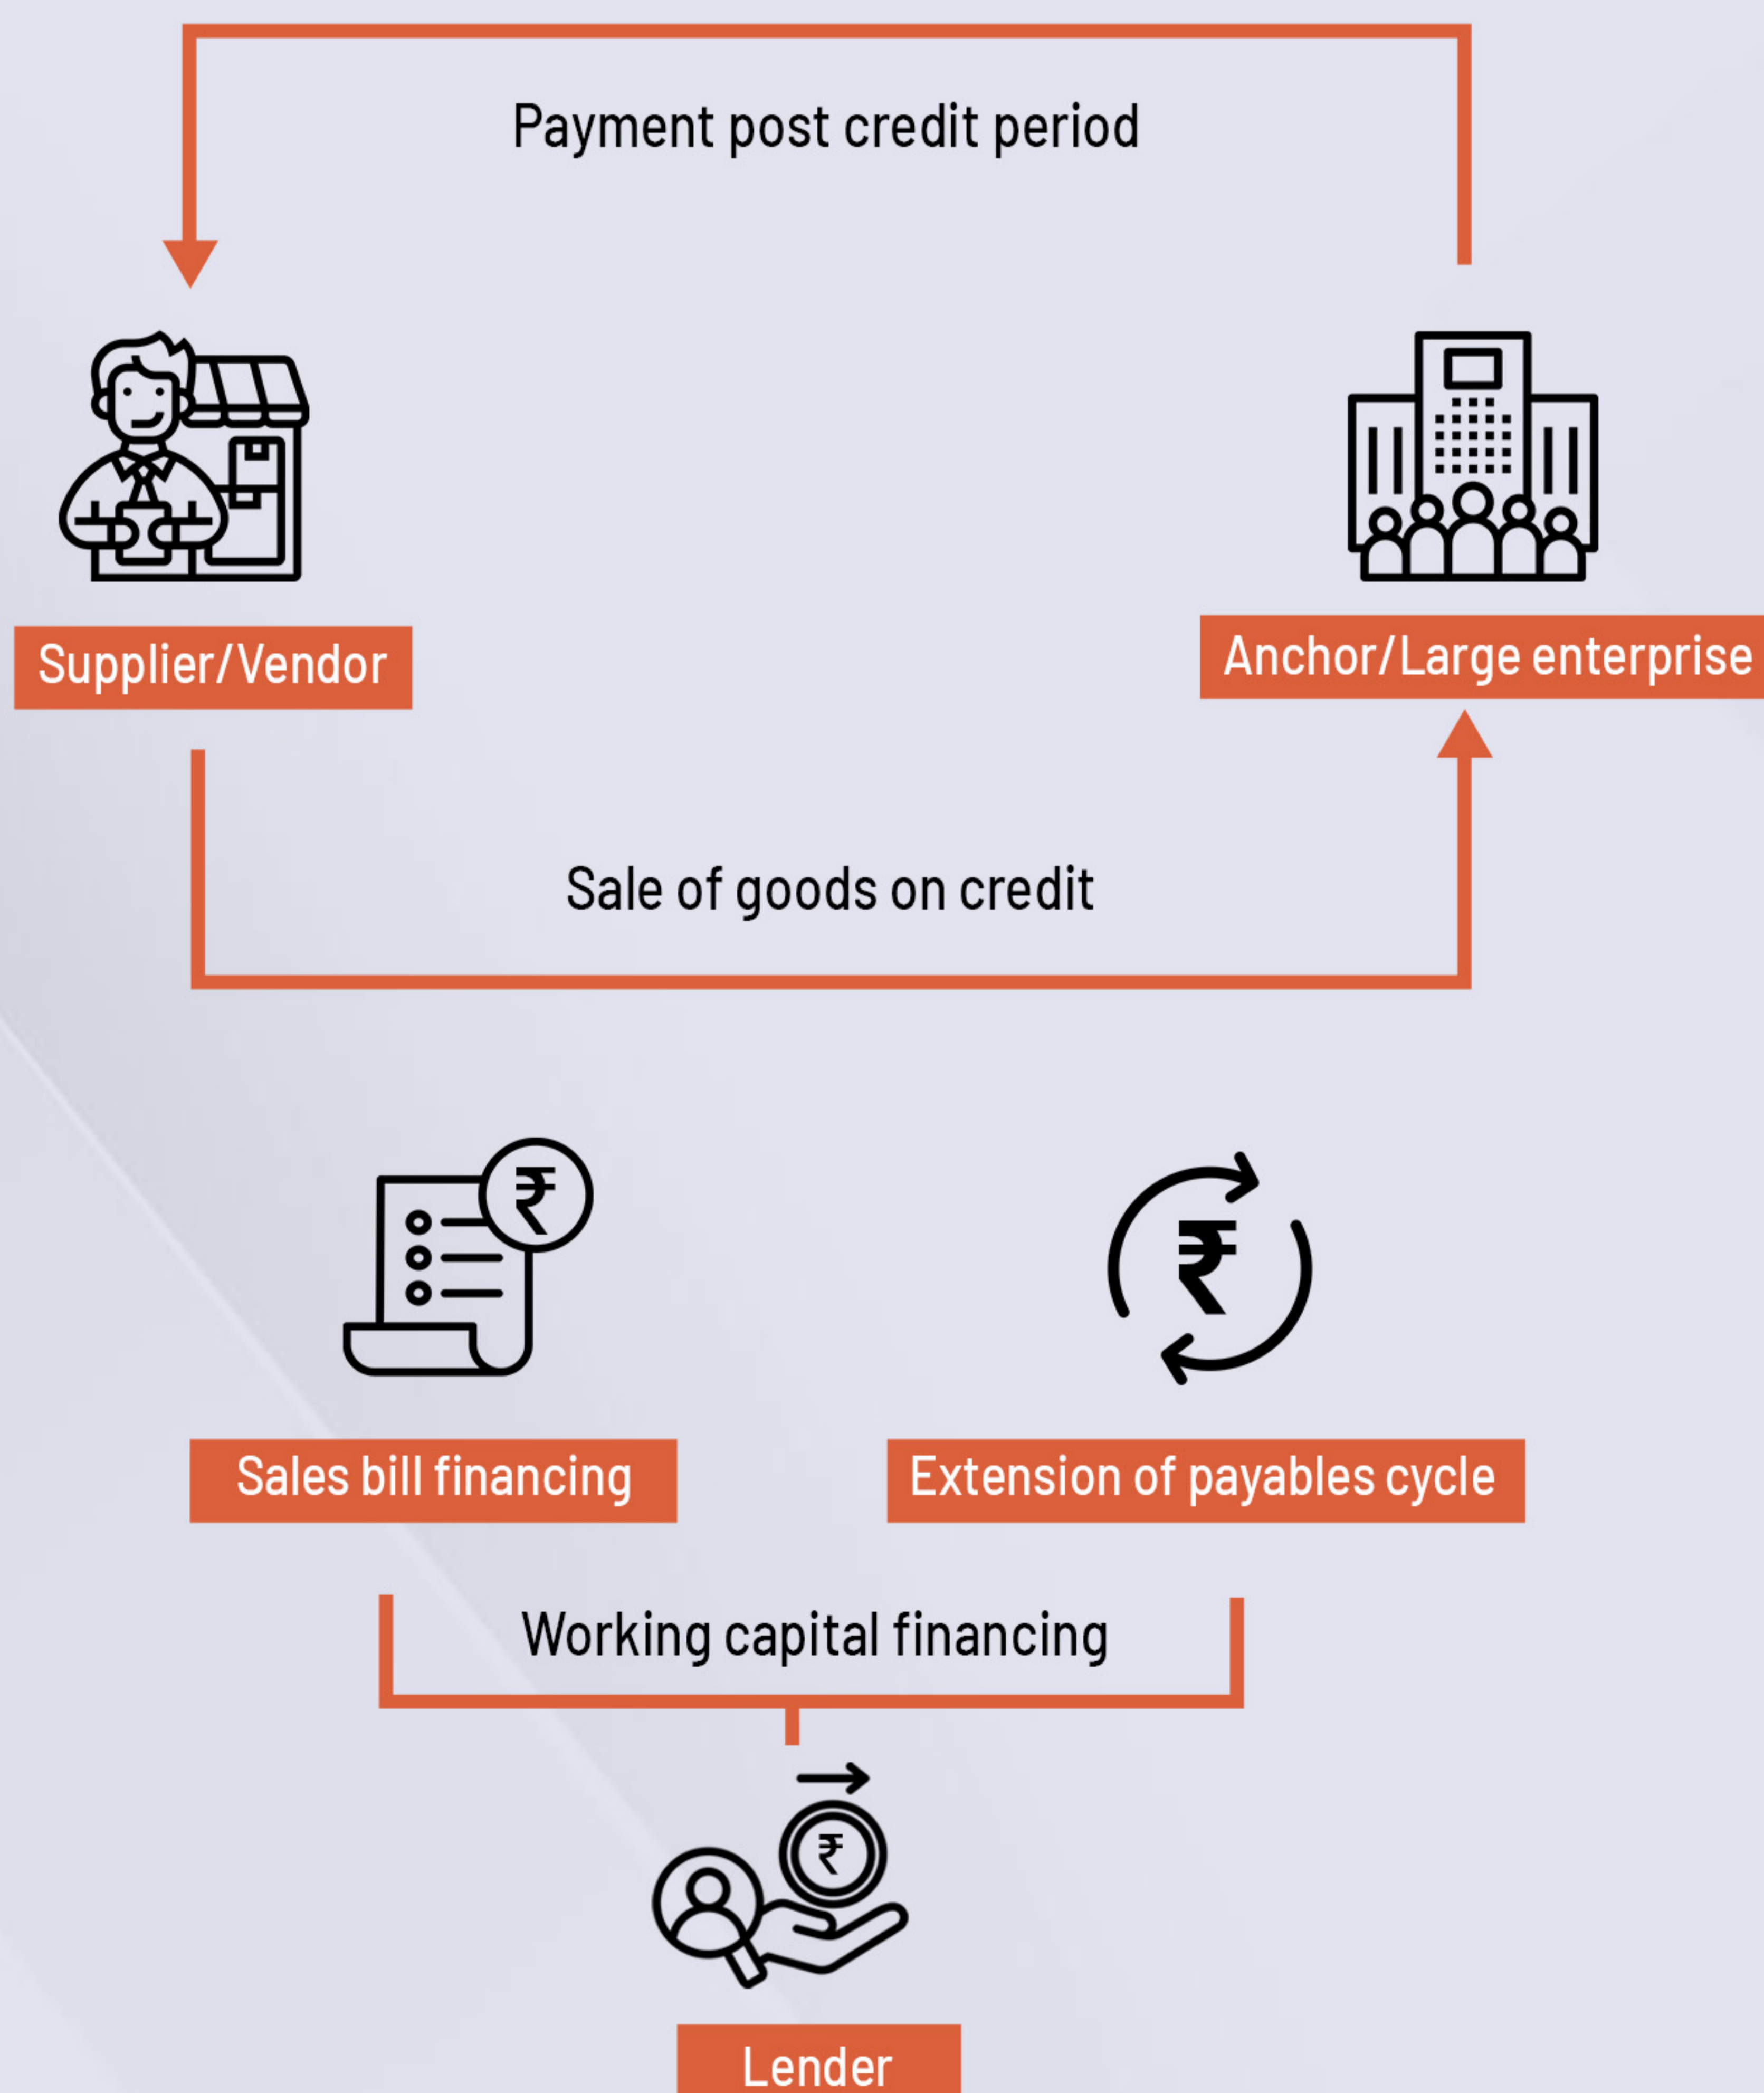 Payment post credit period
Supplier/Vendor
Anchor/Large enterprise
Sale of goods on credit
₹
₹
Sales bill financing
Extension of payables cycle
Working capital financing
₹
Lender